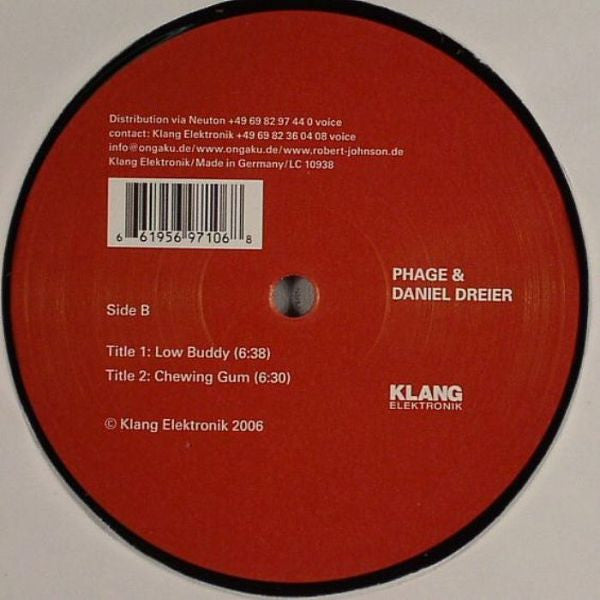 Distribution via Neuton +49 69 82 97 44 0 voice
contact: Klang Elektronik +49 69 82 36 04 08 voice
info@ongaku.de/www.ongaku.de/www.robert-johnson.de
Klang Elektronik/Made in Germany/LC 10938
6 61956 97106 8
PHAGE &
DANIEL DREIER
Side B
Title 1: Low Buddy (6:38)
Title 2: Chewing Gum (6:30)
KLANG
ELEKTRONIK
© Klang Elektronik 2006